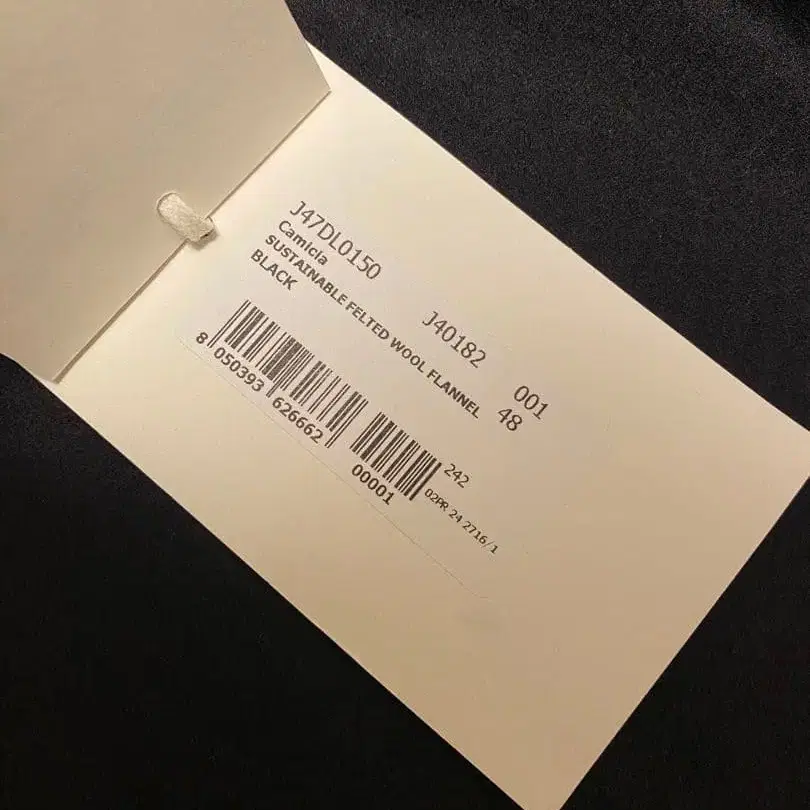 J47DL0150 J40182 001
Camicia 48
SUSTAINABLE FELTED WOOL FLANNEL
BLACK
8 050393 626662 00001
242
02PR 24 2716/1